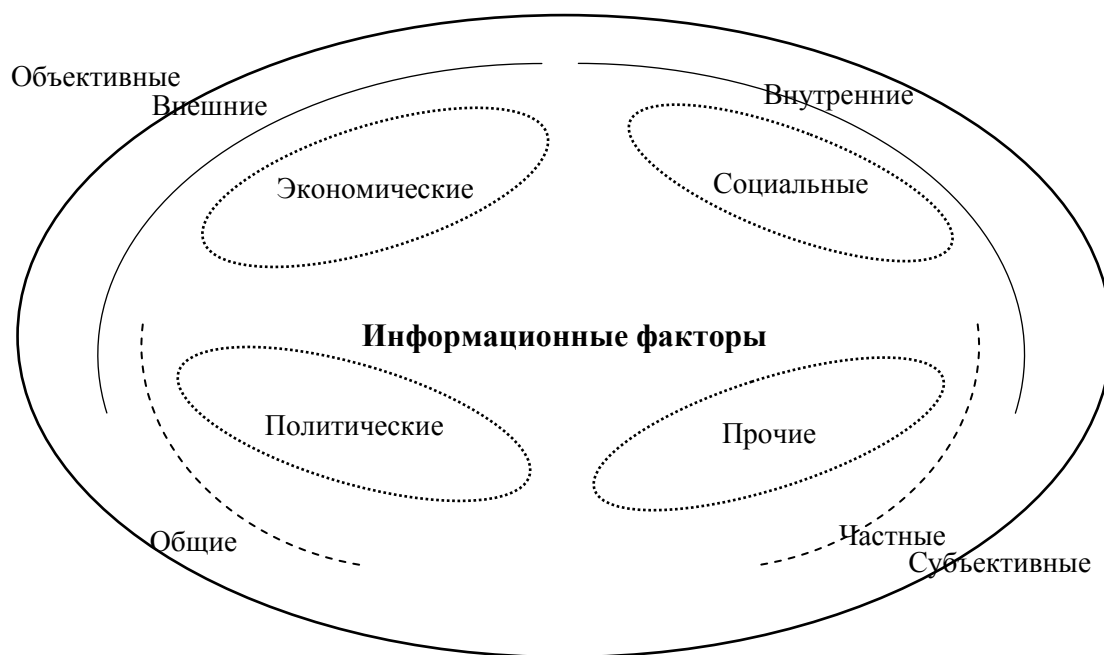 Объективные
Внешние
Внутренние
Экономические
Социальные
Информационные факторы
Политические
Прочие
Общие
Частные
Субъективные